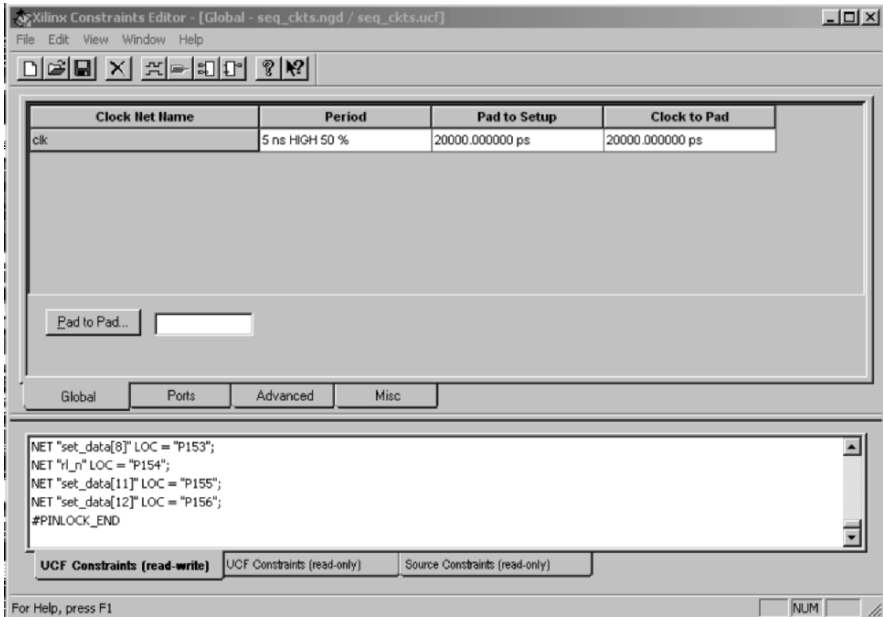 Xilinx Constraints Editor - [Global - seq_ckts.ngd / seq_ckts.ucf]
File Edit View Window Help
Clock Net Name Period Pad to Setup Clock to Pad
clk 5 ns HIGH 50 % 20000.000000 ps 20000.000000 ps
Pad to Pad...
Global Ports Advanced Misc
NET "set_data[8]" LOC = "P153";
NET "rl_n" LOC = "P154";
NET "set_data[11]" LOC = "P155";
NET "set_data[12]" LOC = "P156";
#PINLOCK_END
UCF Constraints (read-write) UCF Constraints (read-only) Source Constraints (read-only)
For Help, press F1 NUM